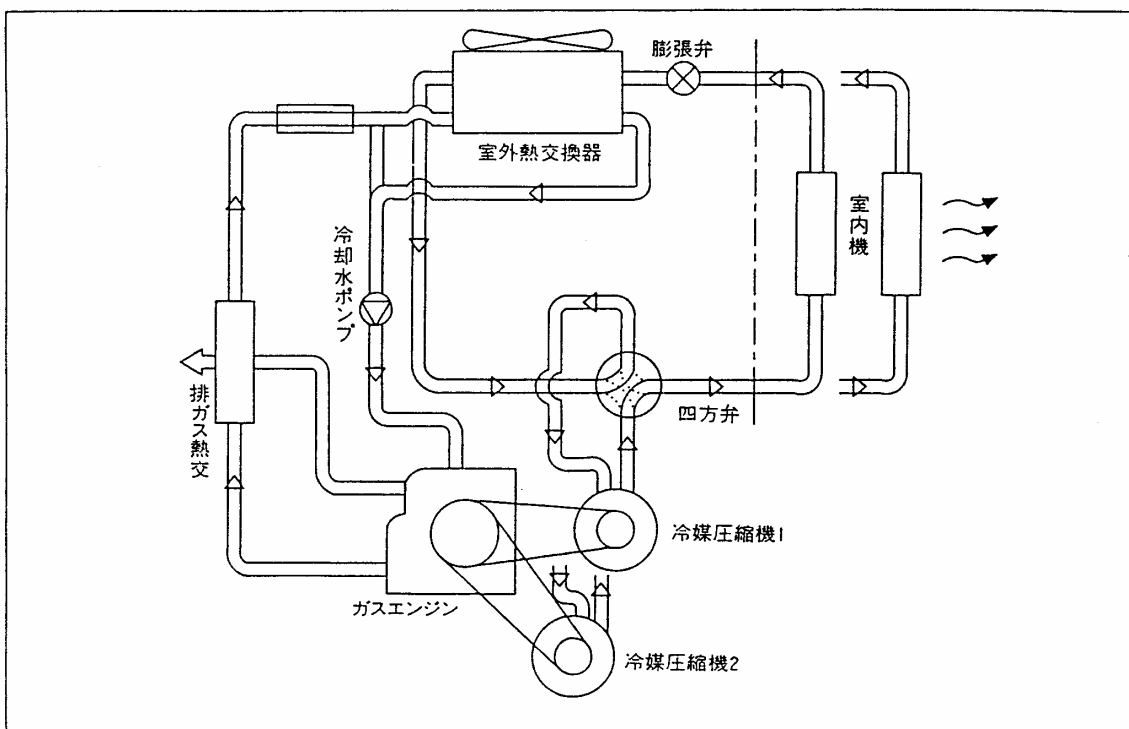 膨張弁
室外熱交換器
室内機
冷却水ポンプ
四方弁
排ガス熱交
冷媒圧縮機1
ガスエンジン
冷媒圧縮機2